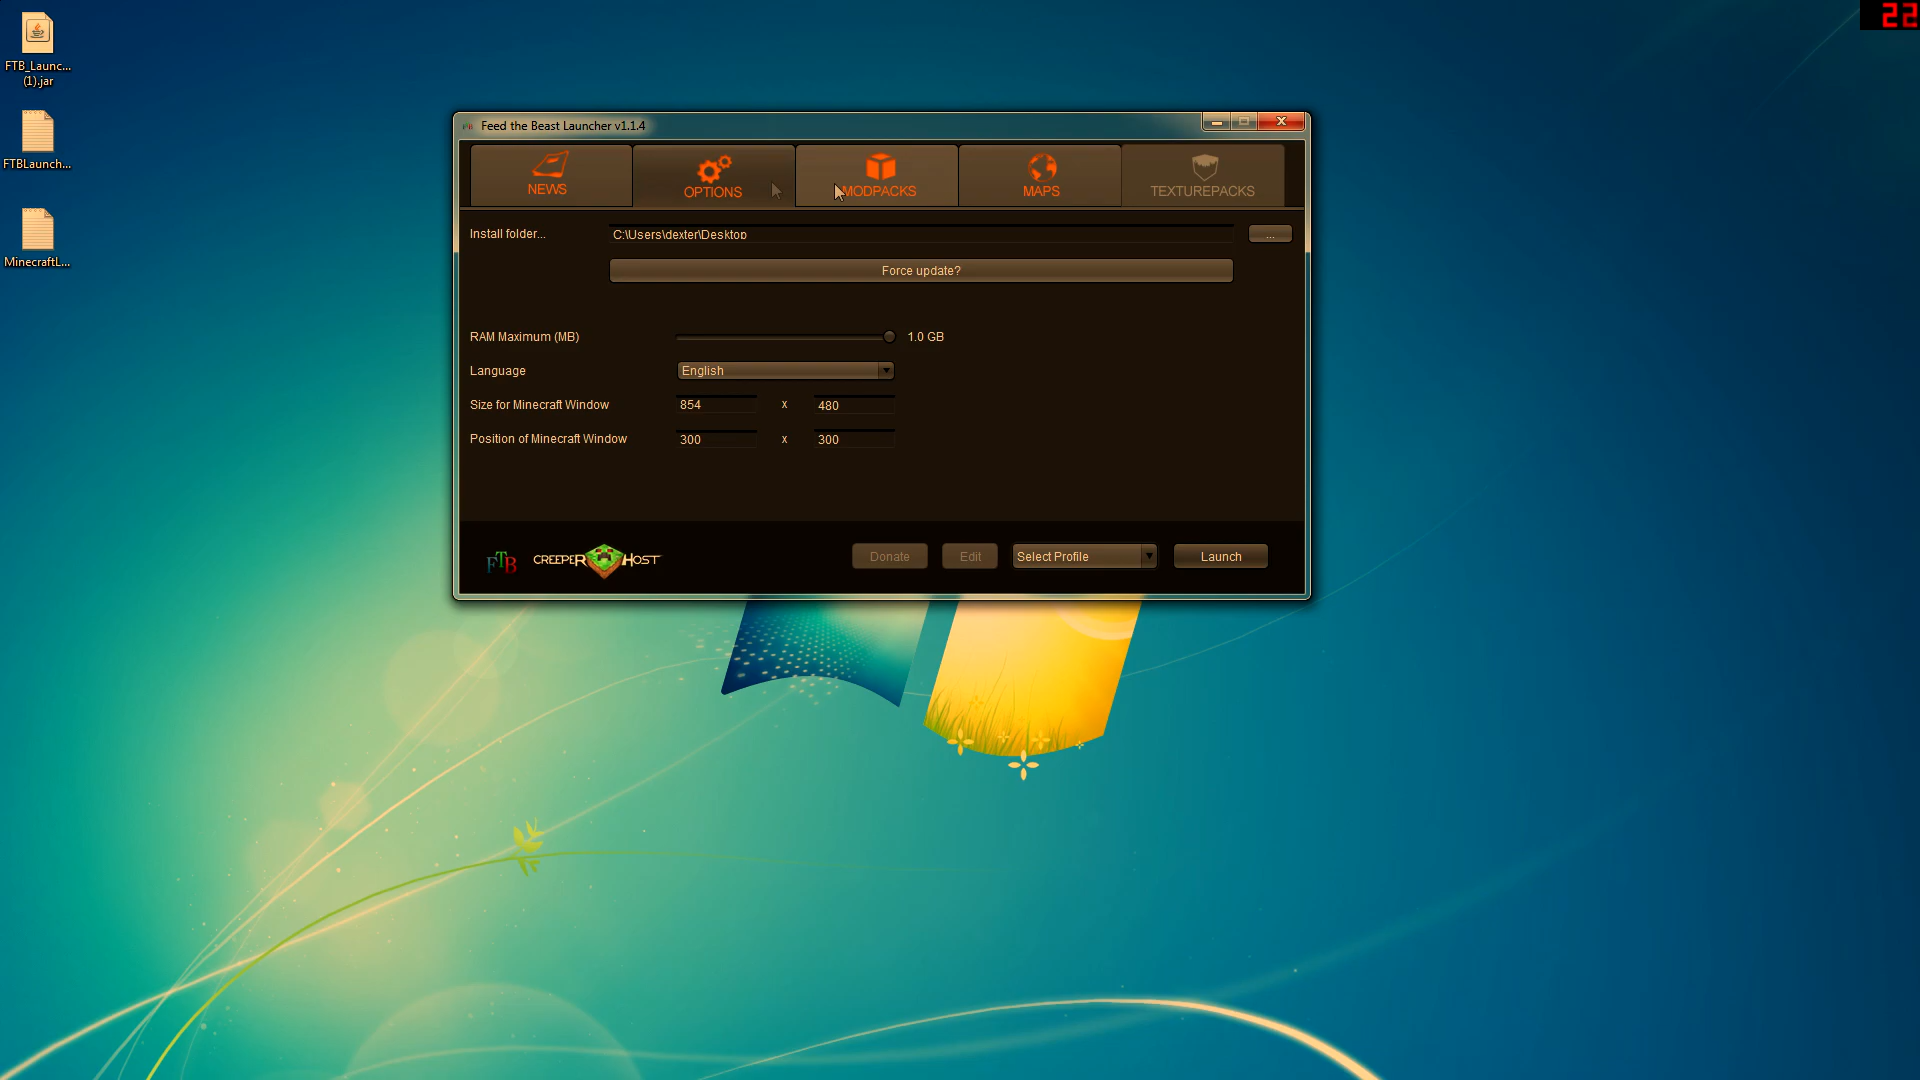 22
FTB_Launc...
(1).jar
FTBLaunch...
MinecraftL...
Feed the Beast Launcher v1.1.4
NEWS
OPTIONS
MODPACKS
MAPS
TEXTUREPACKS
Install folder...
C:\Users\dexter\Desktop
...
Force update?
RAM Maximum (MB)
1.0 GB
Language
English
Size for Minecraft Window
854 x 480
Position of Minecraft Window
300 x 300
FTB
CREEPER HOST
Donate
Edit
Select Profile
Launch